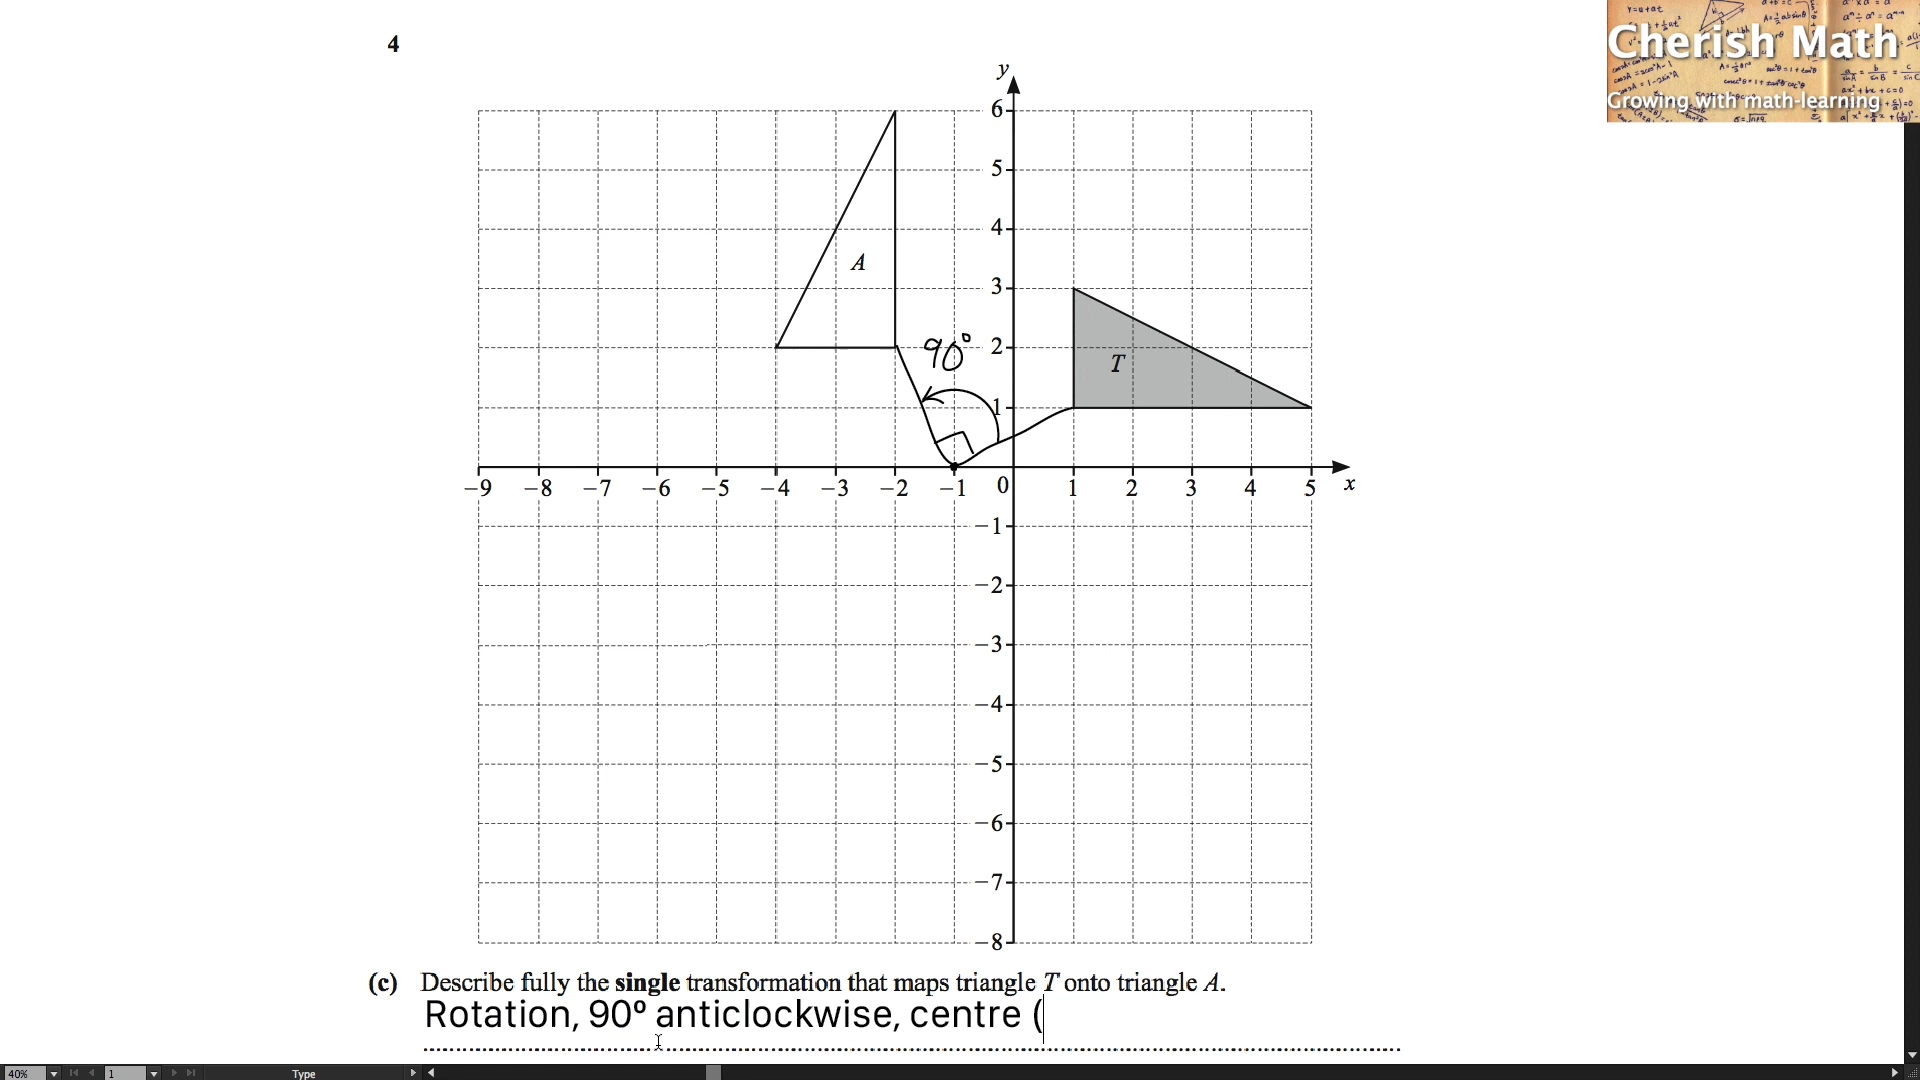 4
Cherish Math
Growing with math-learning
y
6
5
4
3
2
1
A
T
90°
−9 −8 −7 −6 −5 −4 −3 −2 −1 0 1 2 3 4 5 x
−1
−2
−3
−4
−5
−6
−7
−8
(c) Describe fully the single transformation that maps triangle T onto triangle A.
Rotation, 90º anticlockwise, centre (
40% 1 Type